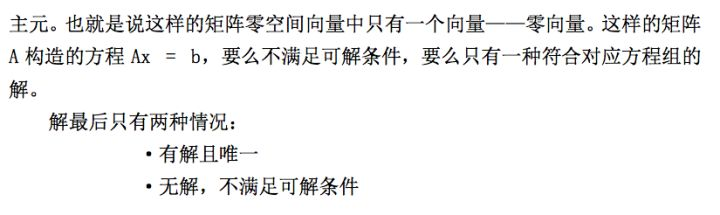 主元。也就是说这样的矩阵零空间向量中只有一个向量——零向量。这样的矩阵
A 构造的方程 Ax = b，要么不满足可解条件，要么只有一种符合对应方程组的
解。
解最后只有两种情况：
·有解且唯一
·无解，不满足可解条件